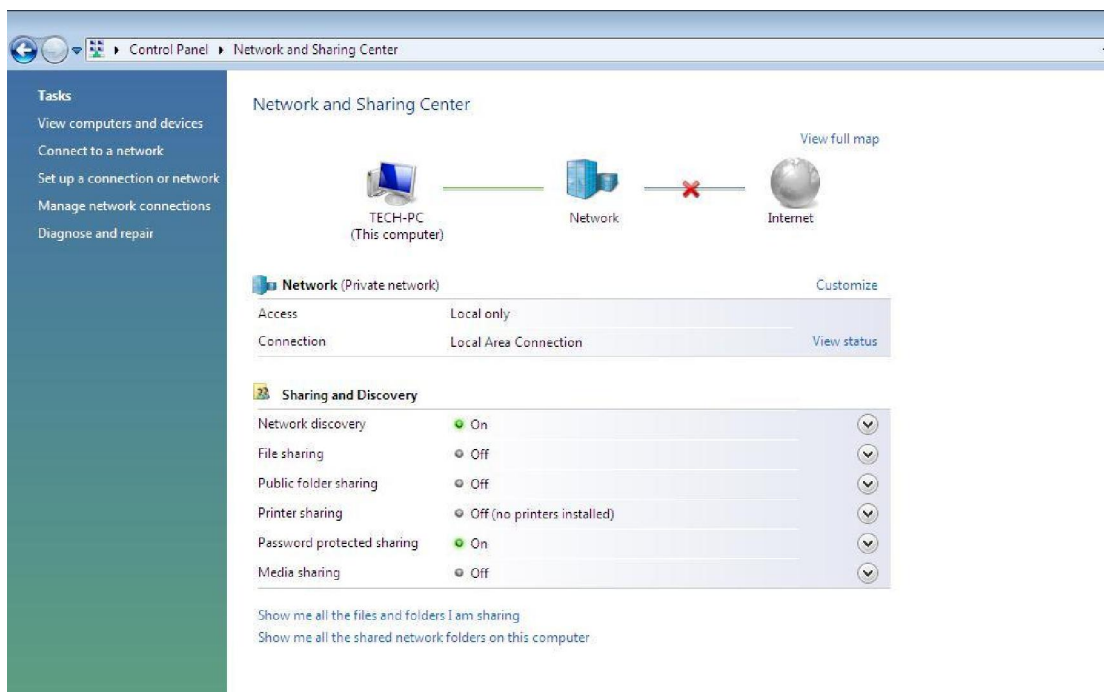 Control Panel Network and Sharing Center
Tasks
View computers and devices
Connect to a network
Set up a connection or network
Manage network connections
Diagnose and repair
Network and Sharing Center
View full map
TECH-PC
(This computer)
Network
Internet
Network (Private network) Customize
Access Local only
Connection Local Area Connection View status
Sharing and Discovery
Network discovery On
File sharing Off
Public folder sharing Off
Printer sharing Off (no printers installed)
Password protected sharing On
Media sharing Off
Show me all the files and folders I am sharing
Show me all the shared network folders on this computer